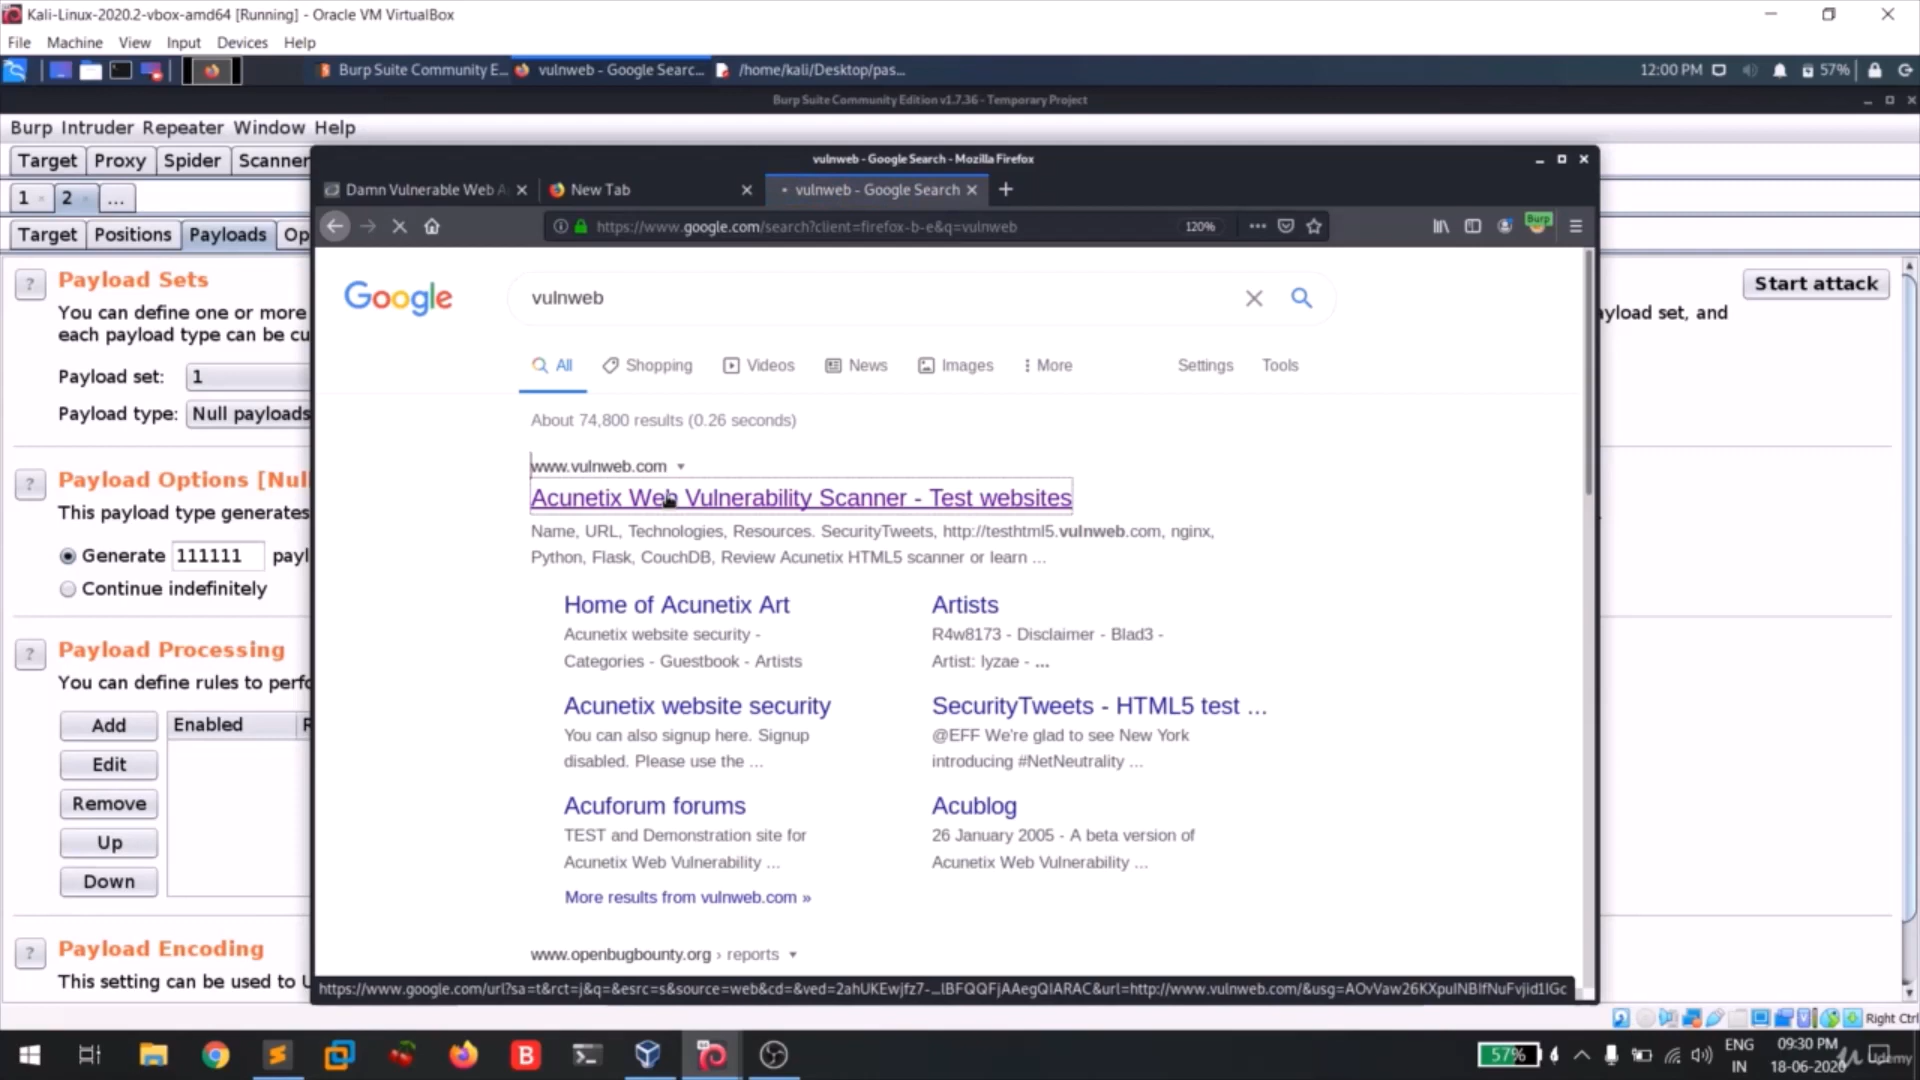 Kali-Linux-2020.2-vbox-amd64 [Running] - Oracle VM VirtualBox
File Machine View Input Devices Help
Burp Suite Community E... vulnweb - Google Searc... /home/kali/Desktop/pas... 12:00 PM 57%
Burp Suite Community Edition v1.7.36 - Temporary Project
Burp Intruder Repeater Window Help
Target Proxy Spider Scanner
vulnweb - Google Search - Mozilla Firefox
1 2 ...
Damn Vulnerable Web A New Tab vulnweb - Google Search
Target Positions Payloads Op
https://www.google.com/search?client=firefox-b-e&q=vulnweb 120% Burp
Payload Sets
Start attack
You can define one or more
yload set, and
each payload type can be cu
Payload set: 1
Payload type: Null payloads
Payload Options [Nul
This payload type generates
Generate 111111 payl
Continue indefinitely
Payload Processing
You can define rules to perfo
Add Enabled R
Edit
Remove
Up
Down
Payload Encoding
This setting can be used to U
Google vulnweb
All Shopping Videos News Images More Settings Tools
About 74,800 results (0.26 seconds)
www.vulnweb.com
Acunetix Web Vulnerability Scanner - Test websites
Name, URL, Technologies, Resources. SecurityTweets, http://testhtml5.vulnweb.com, nginx,
Python, Flask, CouchDB, Review Acunetix HTML5 scanner or learn ...
Home of Acunetix Art
Acunetix website security -
Categories - Guestbook - Artists
Artists
R4w8173 - Disclaimer - Blad3 -
Artist: lyzae - ...
Acunetix website security
You can also signup here. Signup
disabled. Please use the ...
SecurityTweets - HTML5 test ...
@EFF We're glad to see New York
introducing #NetNeutrality ...
Acuforum forums
TEST and Demonstration site for
Acunetix Web Vulnerability ...
Acublog
26 January 2005 - A beta version of
Acunetix Web Vulnerability ...
More results from vulnweb.com »
www.openbugbounty.org › reports
Right Ctrl
57% ENG 09:30 PM
IN 18-06-2020
Udemy